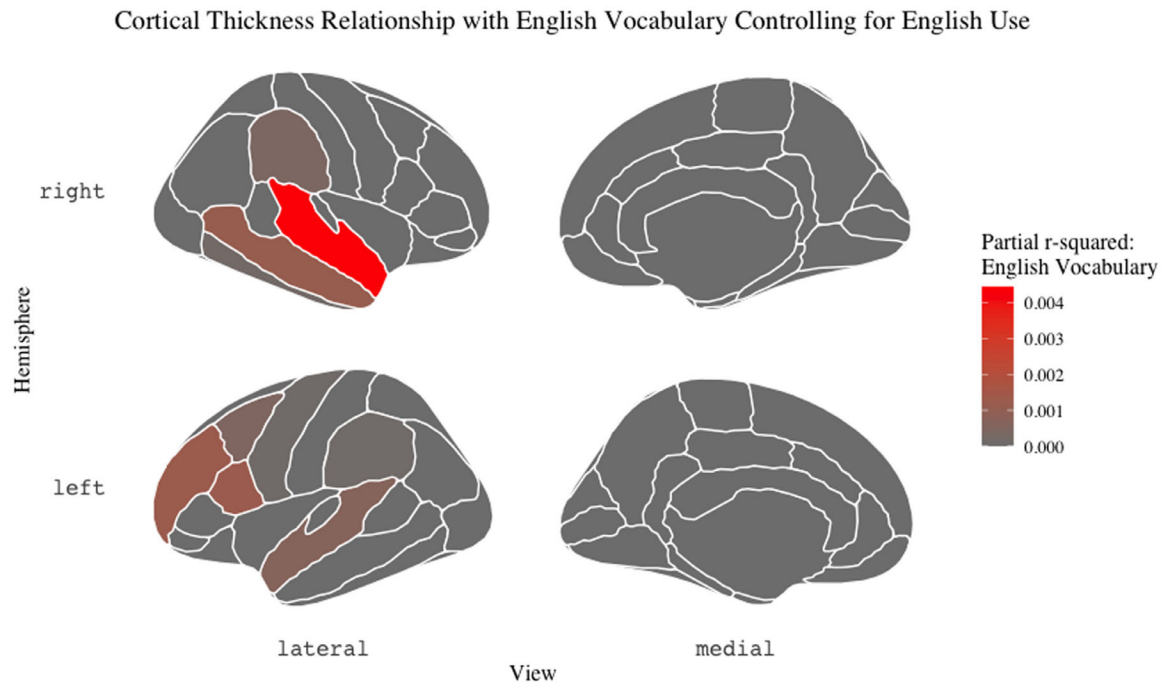 Cortical Thickness Relationship with English Vocabulary Controlling for English Use
right
Hemisphere
left
lateral
medial
View
Partial r-squared:
English Vocabulary
0.004
0.003
0.002
0.001
0.000